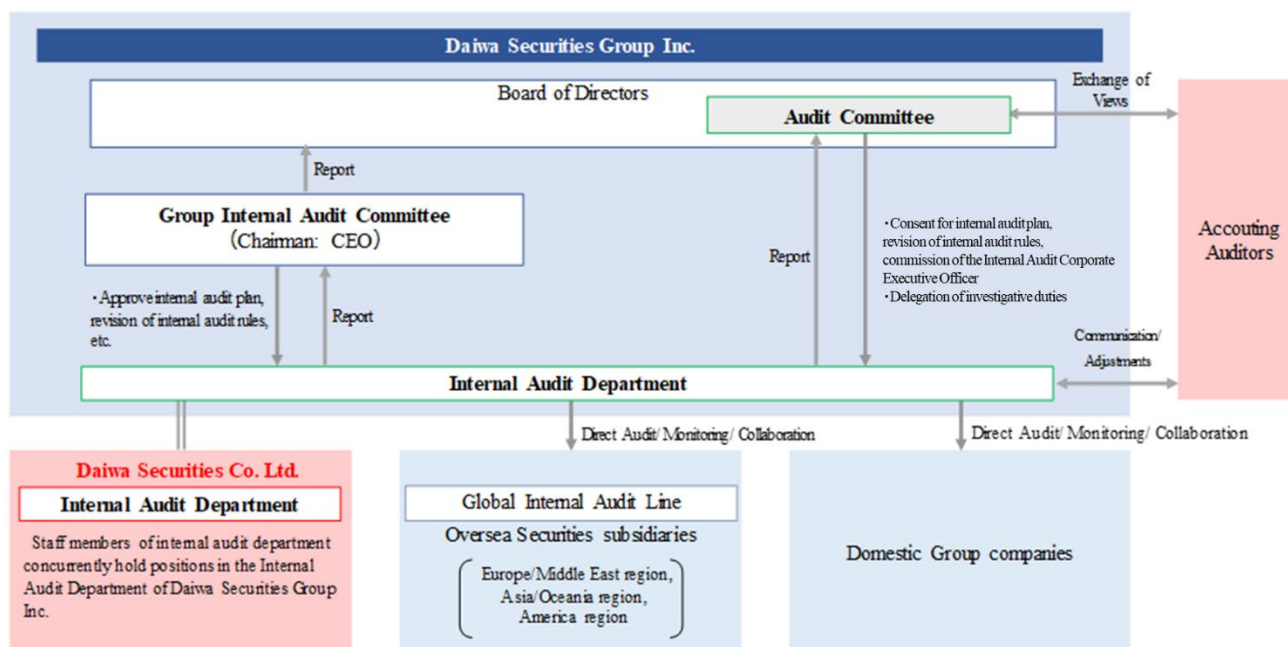 Daiwa Securities Group Inc.
Board of Directors
Audit Committee
Exchange of
Views
Report
Group Internal Audit Committee
(Chairman: CEO)
Accouting
Auditors
・Consent for internal audit plan,
revision of internal audit rules,
commission of the Internal Audit Corporate
Executive Officer
・Delegation of investigative duties
Report
・Approve internal audit plan,
revision of internal audit rules,
etc.
Report
Communication/
Adjustments
Internal Audit Department
Direct Audit/ Monitoring/ Collaboration
Direct Audit/ Monitoring/ Collaboration
Daiwa Securities Co. Ltd.
Internal Audit Department
Staff members of internal audit department
concurrently hold positions in the Internal
Audit Department of Daiwa Securities Group
Inc.
Global Internal Audit Line
Oversea Securities subsidiaries
Europe/Middle East region,
Asia/Oceania region,
America region
Domestic Group companies